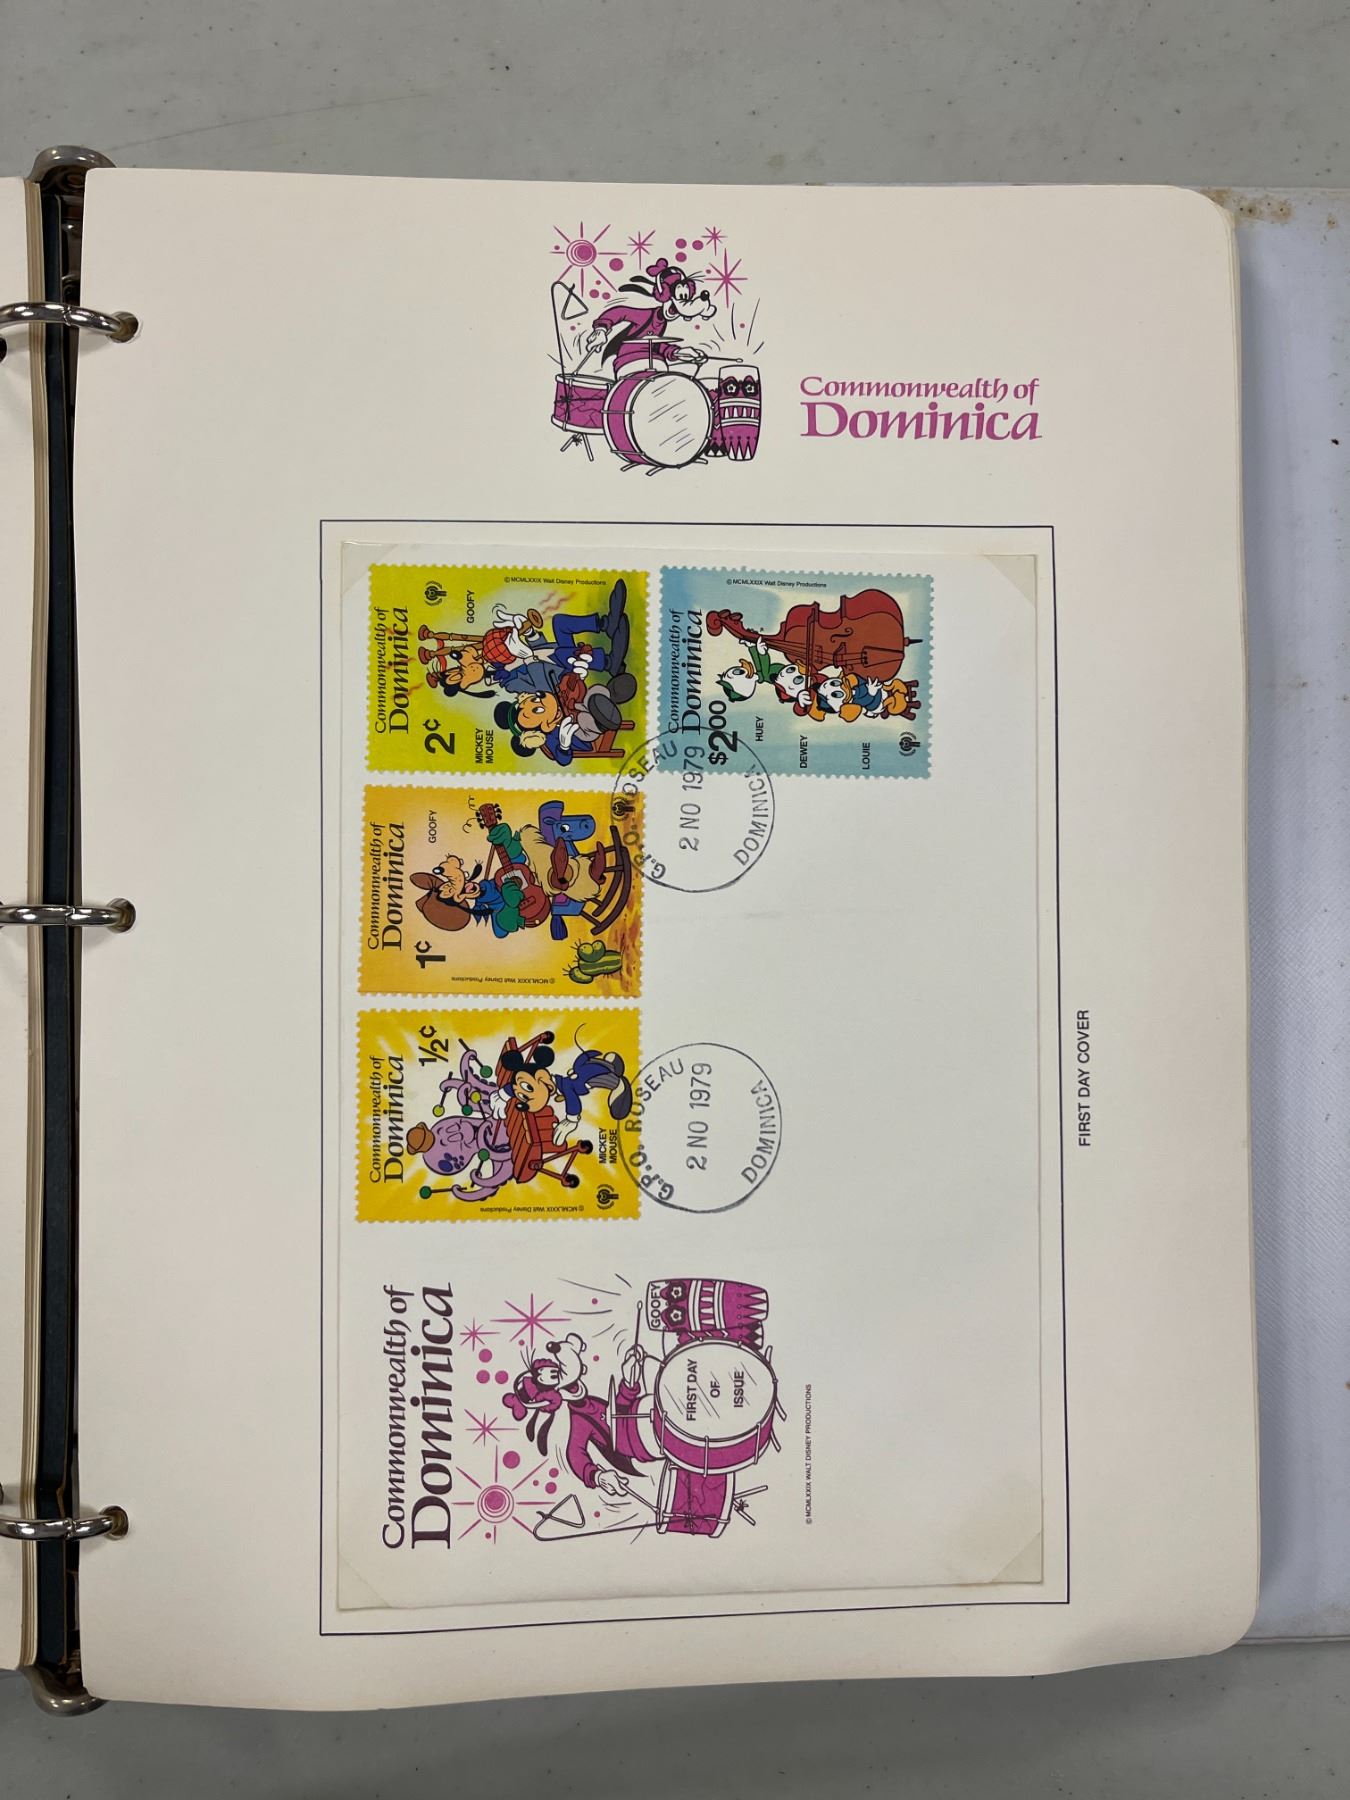 Commonwealth of
Dominica
Commonwealth of
Dominica
2¢
GOOFY
MICKEY
MOUSE
© MCMLXXIX Walt Disney Productions
Commonwealth of
Dominica
$2.00
HUEY
DEWEY
LOUIE
© MCMLXXIX Walt Disney Productions
G.P.O. ROSEAU
2 NO 1979
DOMINICA
Commonwealth of
Dominica
1¢
GOOFY
© MCMLXXIX Walt Disney Productions
Commonwealth of
Dominica
½¢
MICKEY
MOUSE
© MCMLXXIX Walt Disney Productions
G.P.O. ROSEAU
2 NO 1979
DOMINICA
Commonwealth of
Dominica
GOOFY
FIRST DAY
OF
ISSUE
© MCMLXXIX WALT DISNEY PRODUCTIONS
FIRST DAY COVER